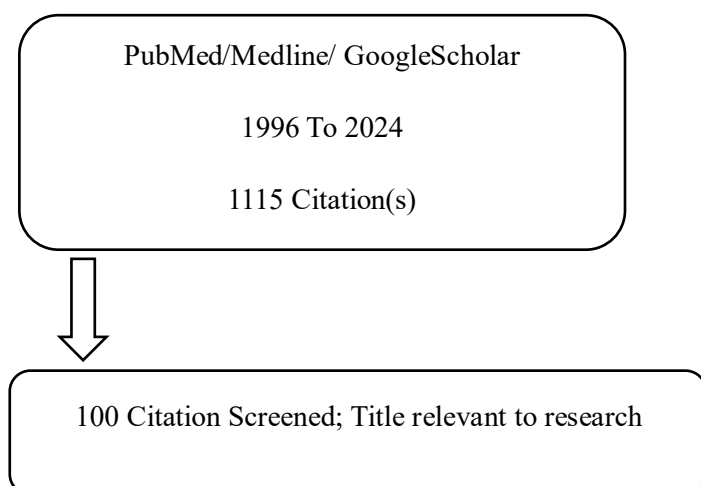 PubMed/Medline/ GoogleScholar
1996 To 2024
1115 Citation(s)
100 Citation Screened; Title relevant to research